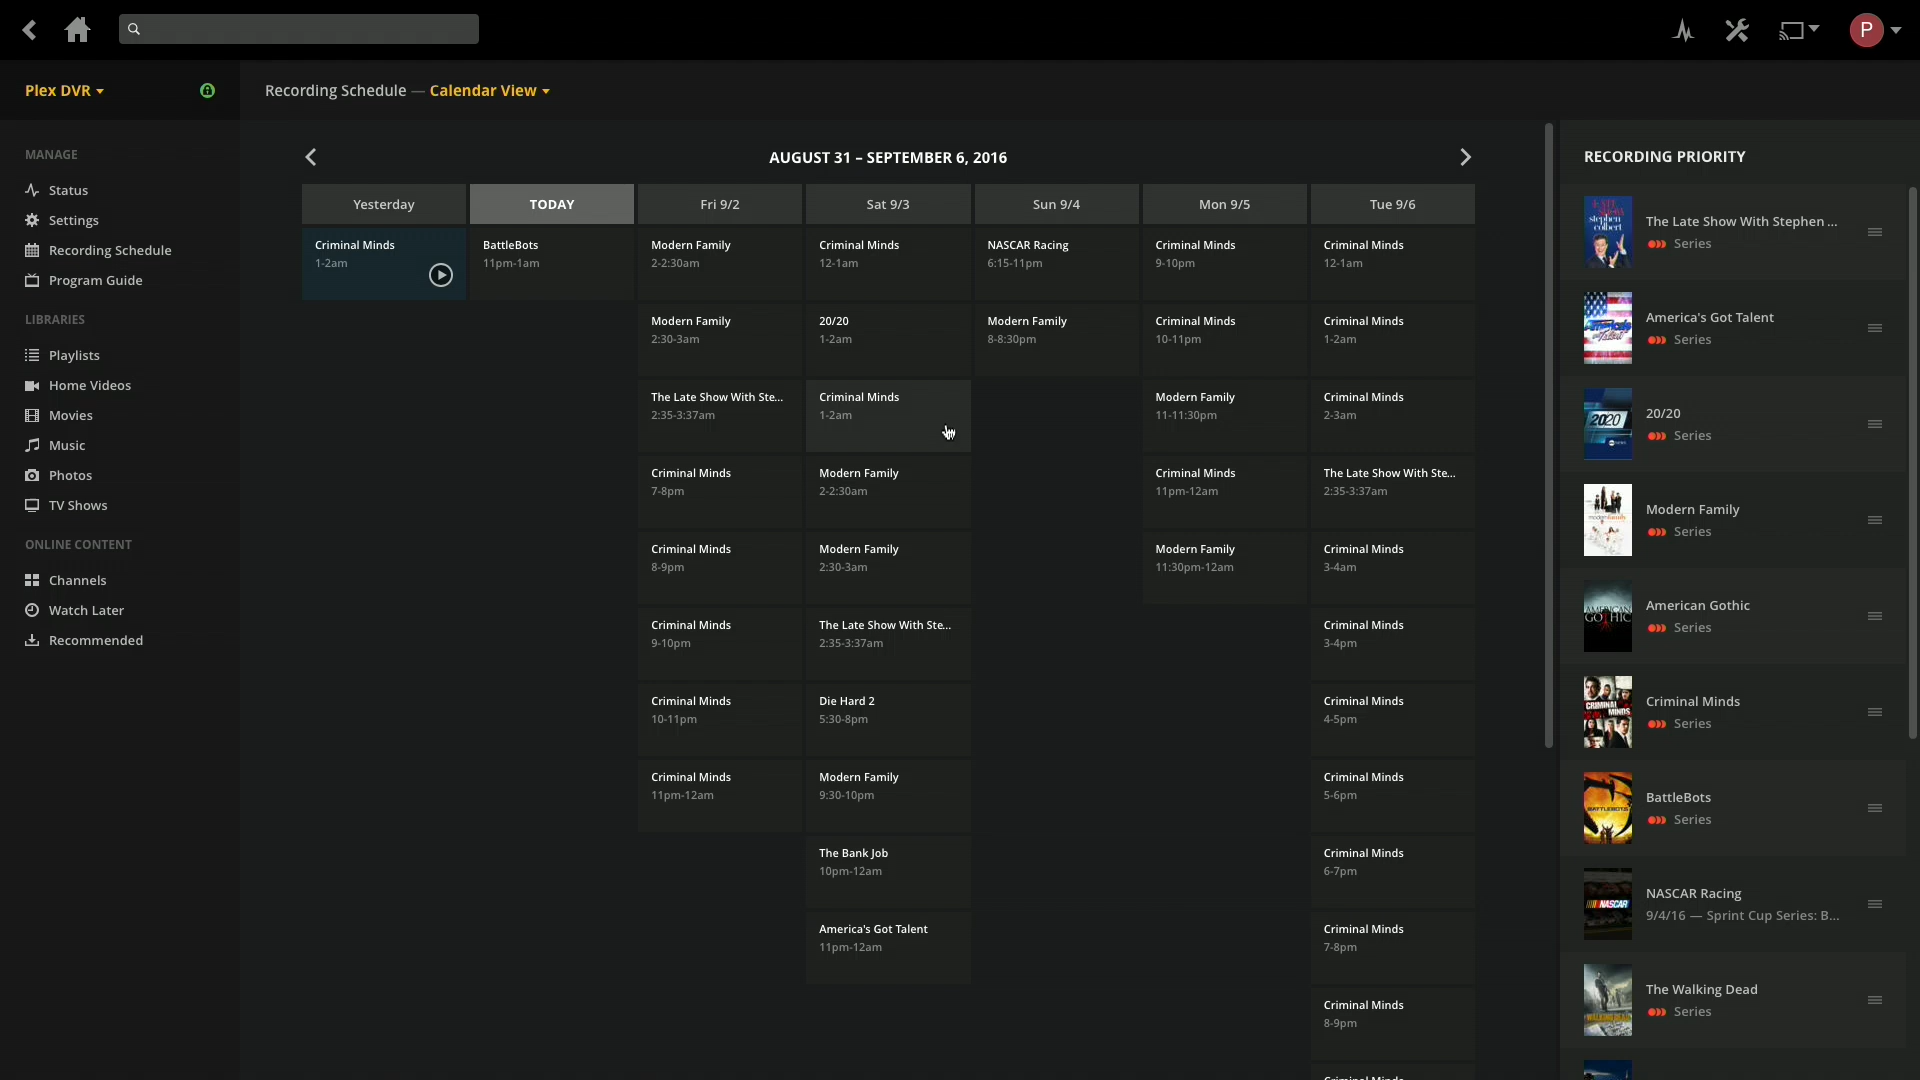 P
Plex DVR
Recording Schedule — Calendar View
MANAGE
Status
Settings
Recording Schedule
Program Guide
LIBRARIES
Playlists
Home Videos
Movies
Music
Photos
TV Shows
ONLINE CONTENT
Channels
Watch Later
Recommended
AUGUST 31 – SEPTEMBER 6, 2016
Yesterday
Criminal Minds
1-2am
TODAY
BattleBots
11pm-1am
Fri 9/2
Modern Family
2-2:30am
Modern Family
2:30-3am
The Late Show With Ste...
2:35-3:37am
Criminal Minds
7-8pm
Criminal Minds
8-9pm
Criminal Minds
9-10pm
Criminal Minds
10-11pm
Criminal Minds
11pm-12am
Sat 9/3
Criminal Minds
12-1am
20/20
1-2am
Criminal Minds
1-2am
Modern Family
2-2:30am
Modern Family
2:30-3am
The Late Show With Ste...
2:35-3:37am
Die Hard 2
5:30-8pm
Modern Family
9:30-10pm
The Bank Job
10pm-12am
America's Got Talent
11pm-12am
Sun 9/4
NASCAR Racing
6:15-11pm
Modern Family
8-8:30pm
Mon 9/5
Criminal Minds
9-10pm
Criminal Minds
10-11pm
Modern Family
11-11:30pm
Criminal Minds
11pm-12am
Modern Family
11:30pm-12am
Tue 9/6
Criminal Minds
12-1am
Criminal Minds
1-2am
Criminal Minds
2-3am
The Late Show With Ste...
2:35-3:37am
Criminal Minds
3-4am
Criminal Minds
3-4pm
Criminal Minds
4-5pm
Criminal Minds
5-6pm
Criminal Minds
6-7pm
Criminal Minds
7-8pm
Criminal Minds
8-9pm
Criminal Minds
RECORDING PRIORITY
The Late Show With Stephen ...
Series
America's Got Talent
Series
20/20
Series
Modern Family
Series
American Gothic
Series
Criminal Minds
Series
BattleBots
Series
NASCAR Racing
9/4/16 — Sprint Cup Series: B...
The Walking Dead
Series